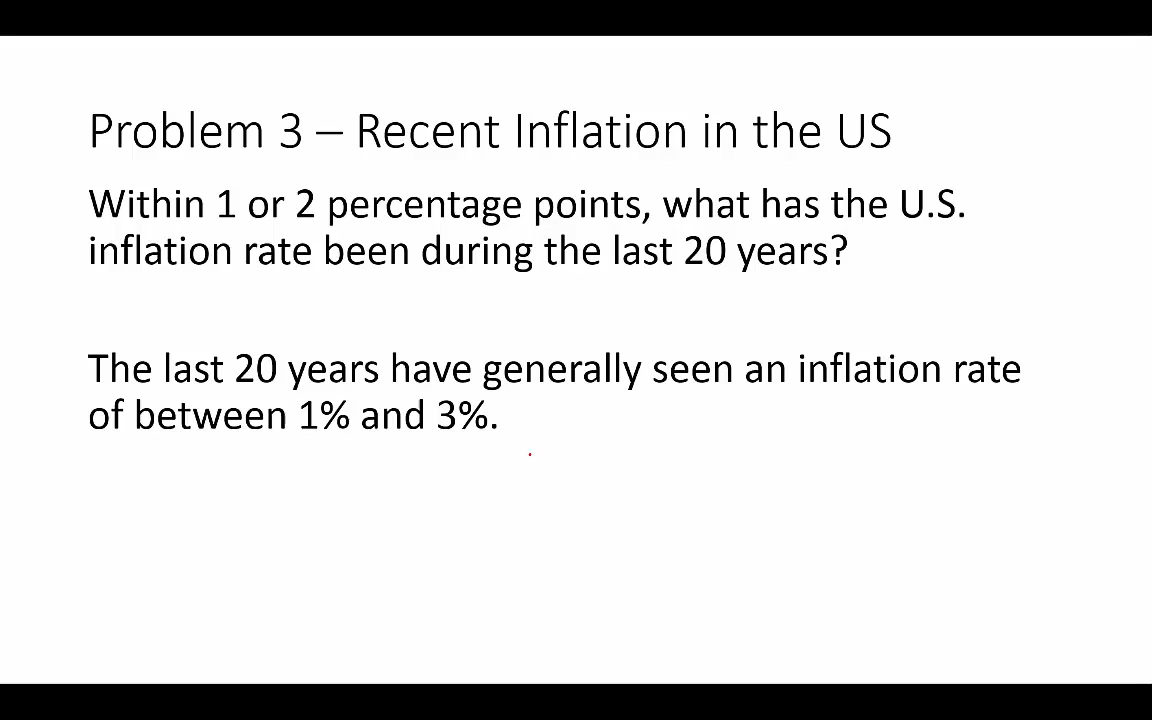 Problem 3 – Recent Inflation in the US
Within 1 or 2 percentage points, what has the U.S.
inflation rate been during the last 20 years?
The last 20 years have generally seen an inflation rate
of between 1% and 3%.